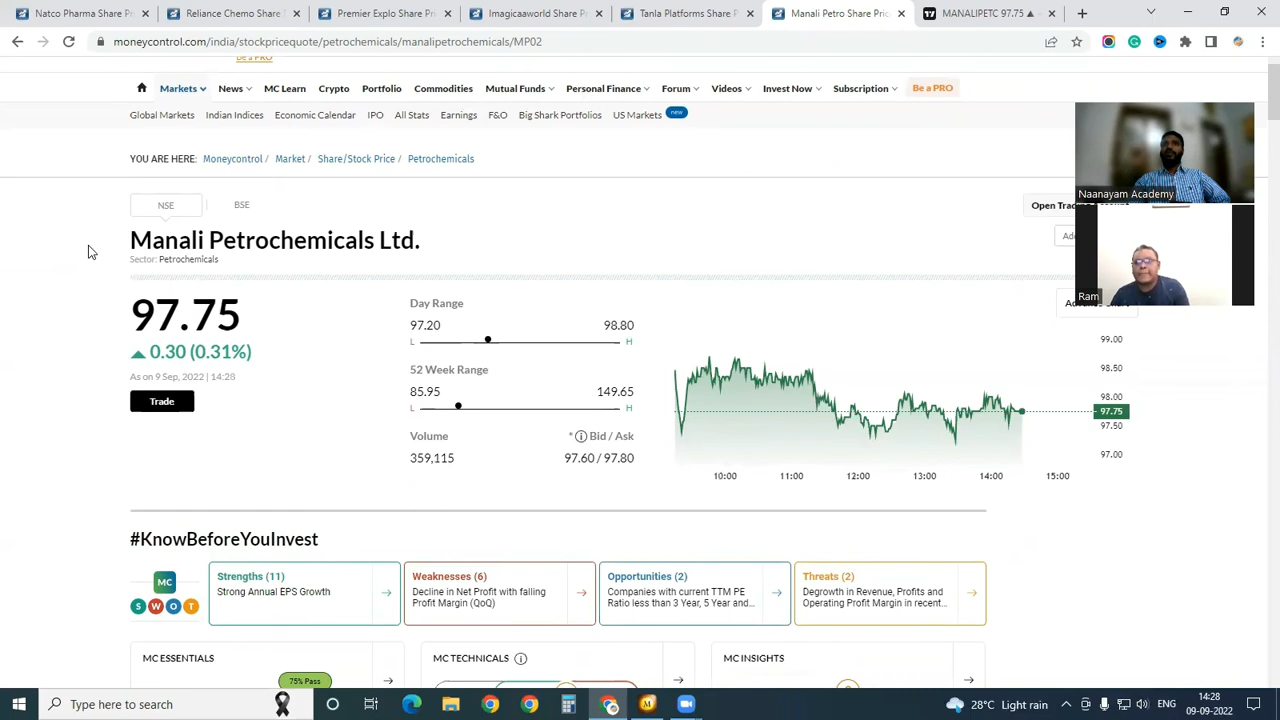 Natco Pharma Share P
Cochin Shipyard Share
Imagicaaworld Share P
Tanla Platforms Share P
Manali Petro Share Pric
MANALIPETC 97.75 ▲
moneycontrol.com/india/stockpricequote/petrochemicals/manalipetrochemicals/MP02
Be a PRO
Markets News MC Learn Crypto Portfolio Commodities Mutual Funds Personal Finance Forum Videos Invest Now Subscription Be a PRO
Global Markets Indian Indices Economic Calendar IPO All Stats Earnings F&O Big Shark Portfolios US Markets new
YOU ARE HERE: Moneycontrol / Market / Share/Stock Price / Petrochemicals
Naanayam Academy
NSE BSE
Open Trading Account
Manali Petrochemicals Ltd.
Sector: Petrochemicals
Ram
97.75
0.30 (0.31%)
As on 9 Sep, 2022 | 14:28
Trade
Day Range
97.20 98.80
L H
52 Week Range
85.95 149.65
L H
Volume * Bid / Ask
359,115 97.60 / 97.80
99.00
98.50
98.00
97.75
97.50
97.00
10:00 11:00 12:00 13:00 14:00 15:00
#KnowBeforeYouInvest
MC
S W O T
Strengths (11)
Strong Annual EPS Growth
Weaknesses (6)
Decline in Net Profit with falling
Profit Margin (QoQ)
Opportunities (2)
Companies with current TTM PE
Ratio less than 3 Year, 5 Year and...
Threats (2)
Degrowth in Revenue, Profits and
Operating Profit Margin in recent...
MC ESSENTIALS
75% Pass
MC TECHNICALS
MC INSIGHTS
Type here to search
28°C Light rain
ENG
14:28
09-09-2022